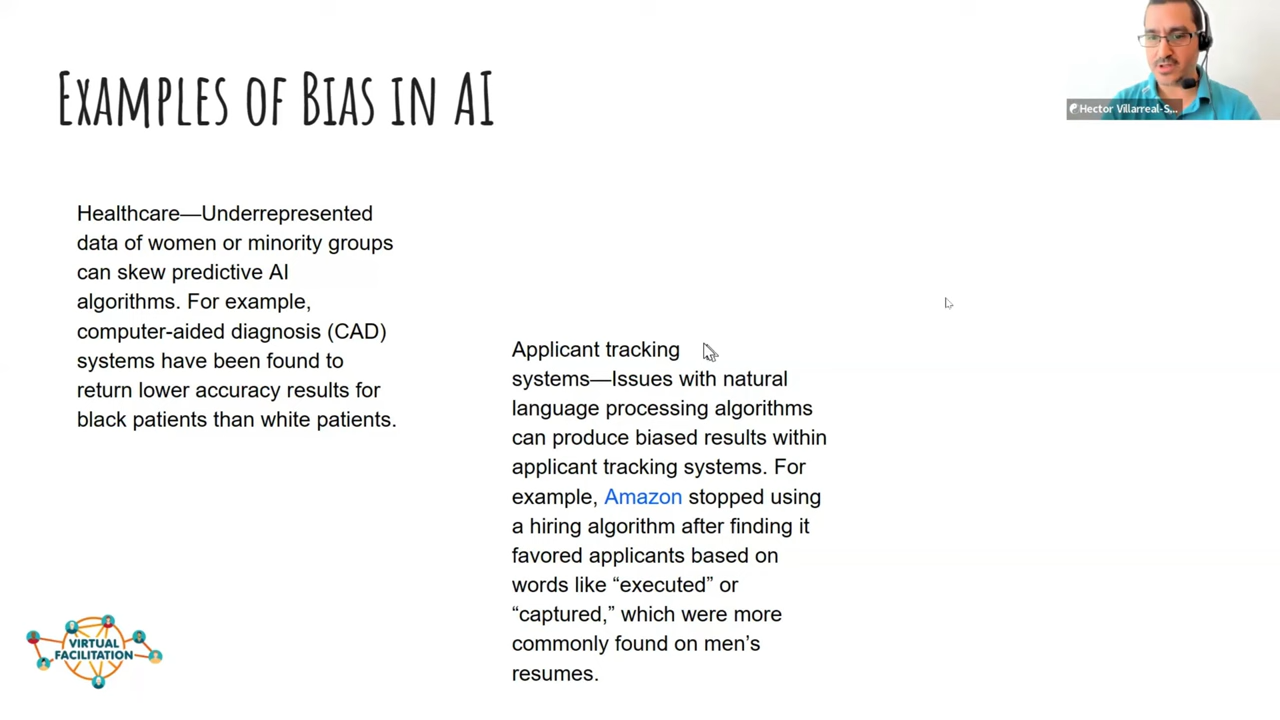 Examples of Bias in AI
Hector Villarreal-S...
Healthcare—Underrepresented
data of women or minority groups
can skew predictive AI
algorithms. For example,
computer-aided diagnosis (CAD)
systems have been found to
return lower accuracy results for
black patients than white patients.
Applicant tracking
systems—Issues with natural
language processing algorithms
can produce biased results within
applicant tracking systems. For
example, Amazon stopped using
a hiring algorithm after finding it
favored applicants based on
words like “executed” or
“captured,” which were more
commonly found on men’s
resumes.
VIRTUAL
FACILITATION